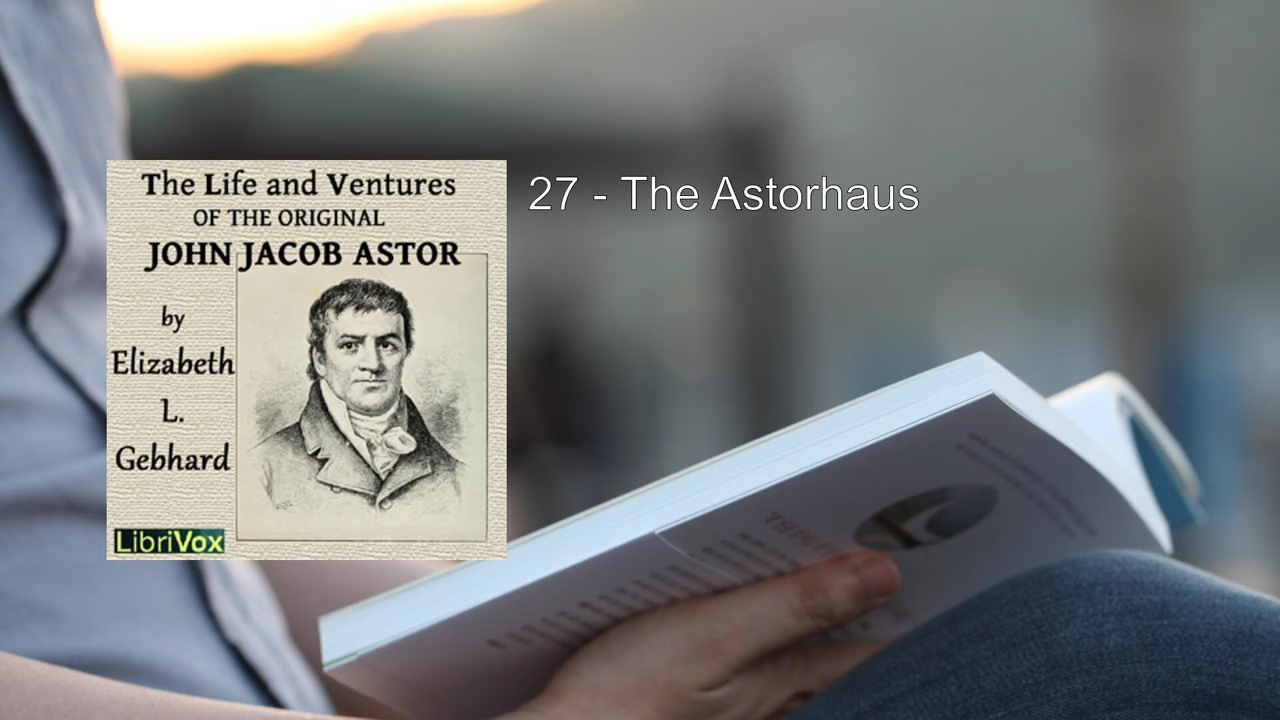 The Life and Ventures
OF THE ORIGINAL
JOHN JACOB ASTOR
by
Elizabeth
L.
Gebhard
LibriVox
27 - The Astorhaus